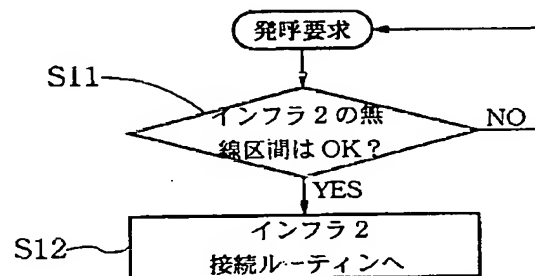 発呼要求
S11
インフラ2の無
線区間はOK?
NO
YES
S12
インフラ2
接続ルーティンへ